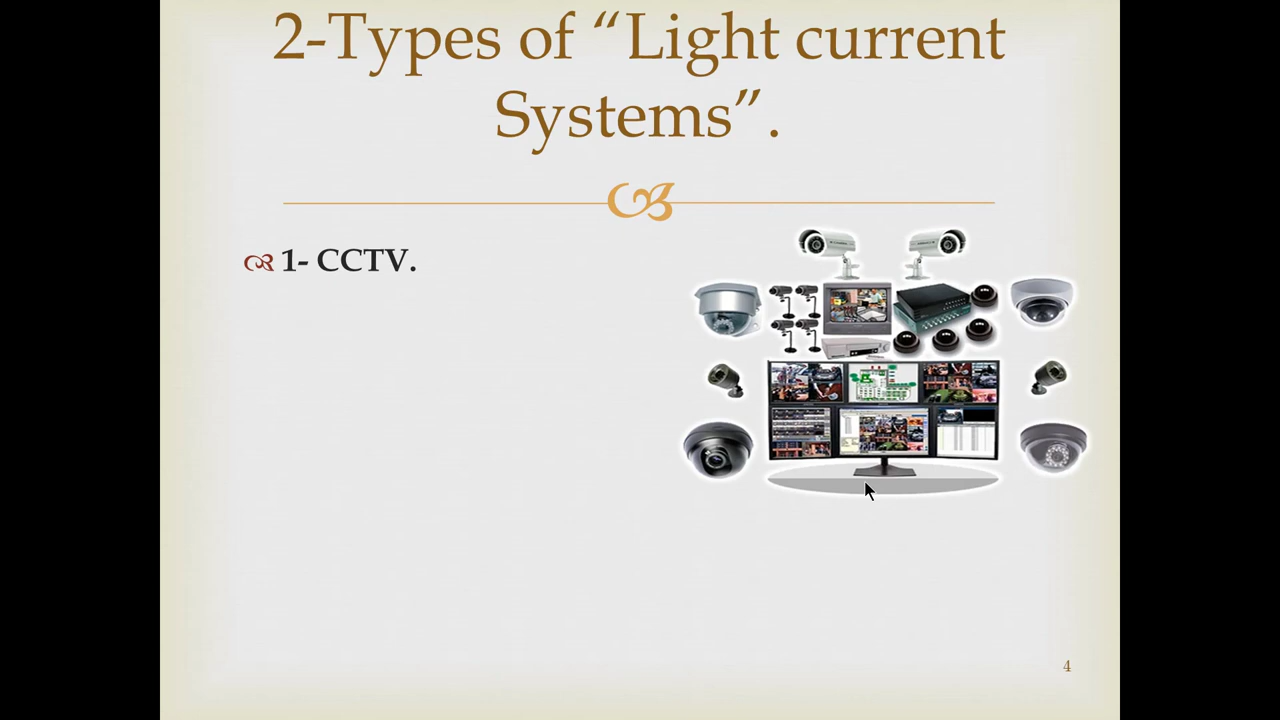 2-Types of “Light current
Systems”.
1- CCTV.
4